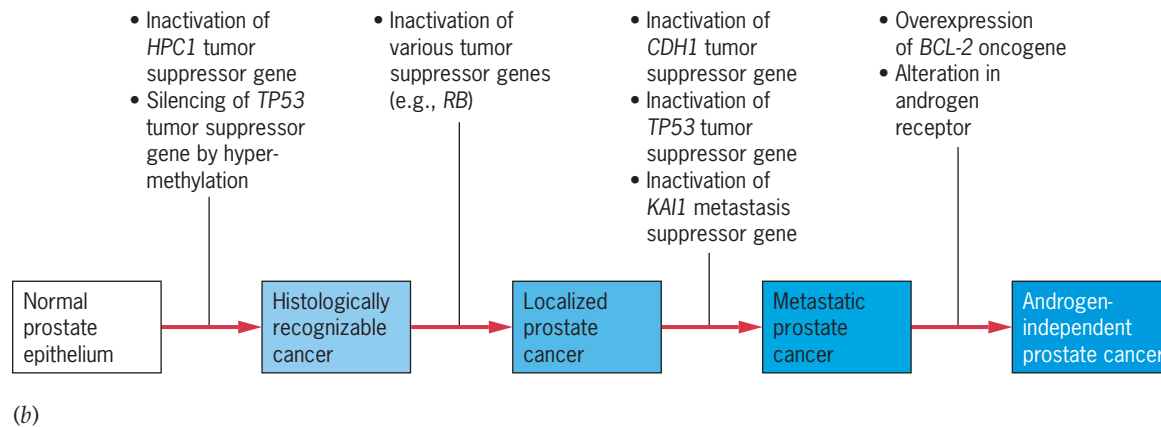 • Inactivation of
HPC1 tumor
suppressor gene
• Silencing of TP53
tumor suppressor
gene by hyper-
methylation
• Inactivation of
various tumor
suppressor genes
(e.g., RB)
• Inactivation of
CDH1 tumor
suppressor gene
• Inactivation of
TP53 tumor
suppressor gene
• Inactivation of
KAI1 metastasis
suppressor gene
• Overexpression
of BCL-2 oncogene
• Alteration in
androgen
receptor
Normal
prostate
epithelium
Histologically
recognizable
cancer
Localized
prostate
cancer
Metastatic
prostate
cancer
Androgen-
independent
prostate cancer
(b)